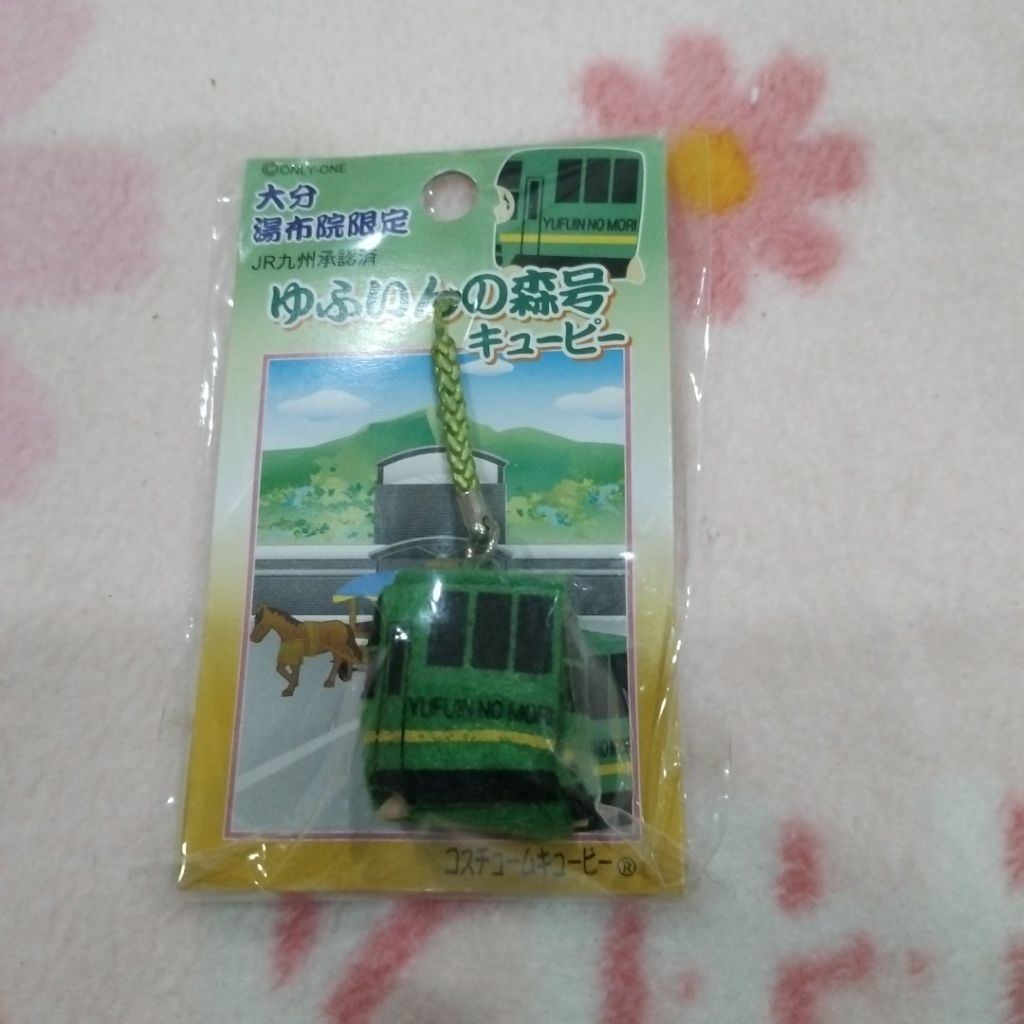 ©ONLY-ONE
大分
湯布院限定
JR九州承認済
YUFUIN NO MORI
ゆふいんの森号
キューピー
YUFUIN NO MORI
コスチュームキューピー®